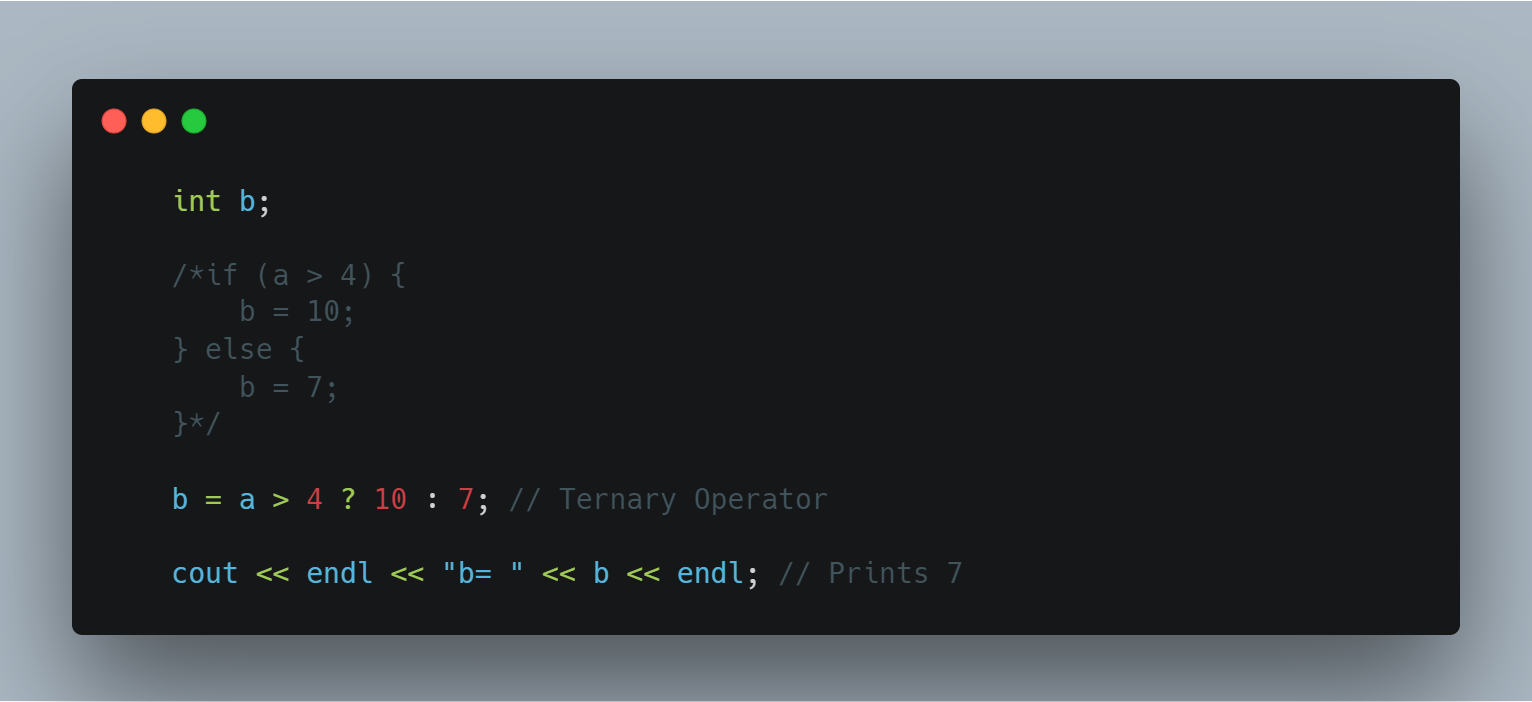 int b;
/*if (a > 4) {
    b = 10;
} else {
    b = 7;
}*/
b = a > 4 ? 10 : 7; // Ternary Operator
cout << endl << "b= " << b << endl; // Prints 7